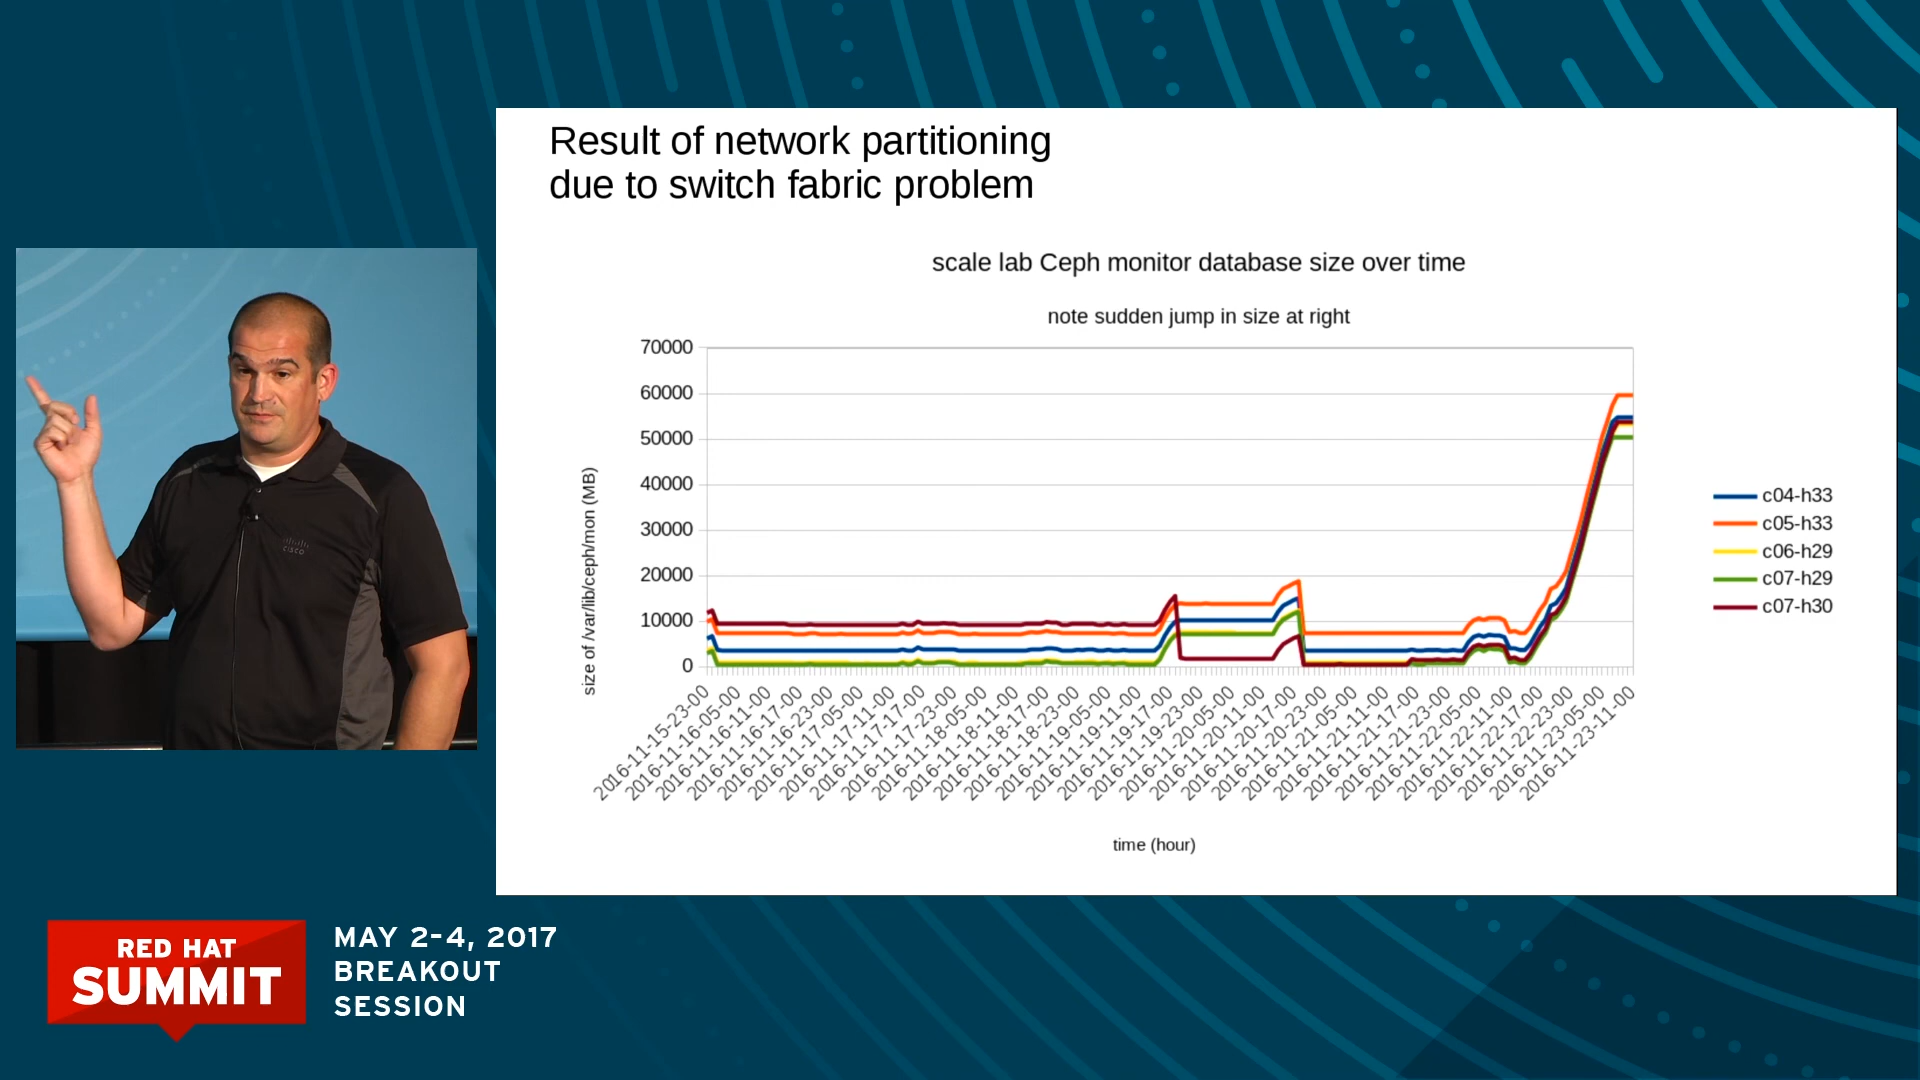 Result of network partitioning
due to switch fabric problem
scale lab Ceph monitor database size over time
note sudden jump in size at right
70000
60000
50000
40000
30000
20000
10000
0
size of /var/lib/ceph/mon (MB)
2016-11-15-23-00
2016-11-16-05-00
2016-11-16-11-00
2016-11-16-17-00
2016-11-16-23-00
2016-11-17-05-00
2016-11-17-11-00
2016-11-17-17-00
2016-11-17-23-00
2016-11-18-05-00
2016-11-18-11-00
2016-11-18-17-00
2016-11-18-23-00
2016-11-19-05-00
2016-11-19-11-00
2016-11-19-17-00
2016-11-19-23-00
2016-11-20-05-00
2016-11-20-11-00
2016-11-20-17-00
2016-11-20-23-00
2016-11-21-05-00
2016-11-21-11-00
2016-11-21-17-00
2016-11-21-23-00
2016-11-22-05-00
2016-11-22-11-00
2016-11-22-17-00
2016-11-22-23-00
2016-11-23-05-00
2016-11-23-11-00
time (hour)
c04-h33
c05-h33
c06-h29
c07-h29
c07-h30
cisco
RED HAT
SUMMIT
MAY 2-4, 2017
BREAKOUT
SESSION